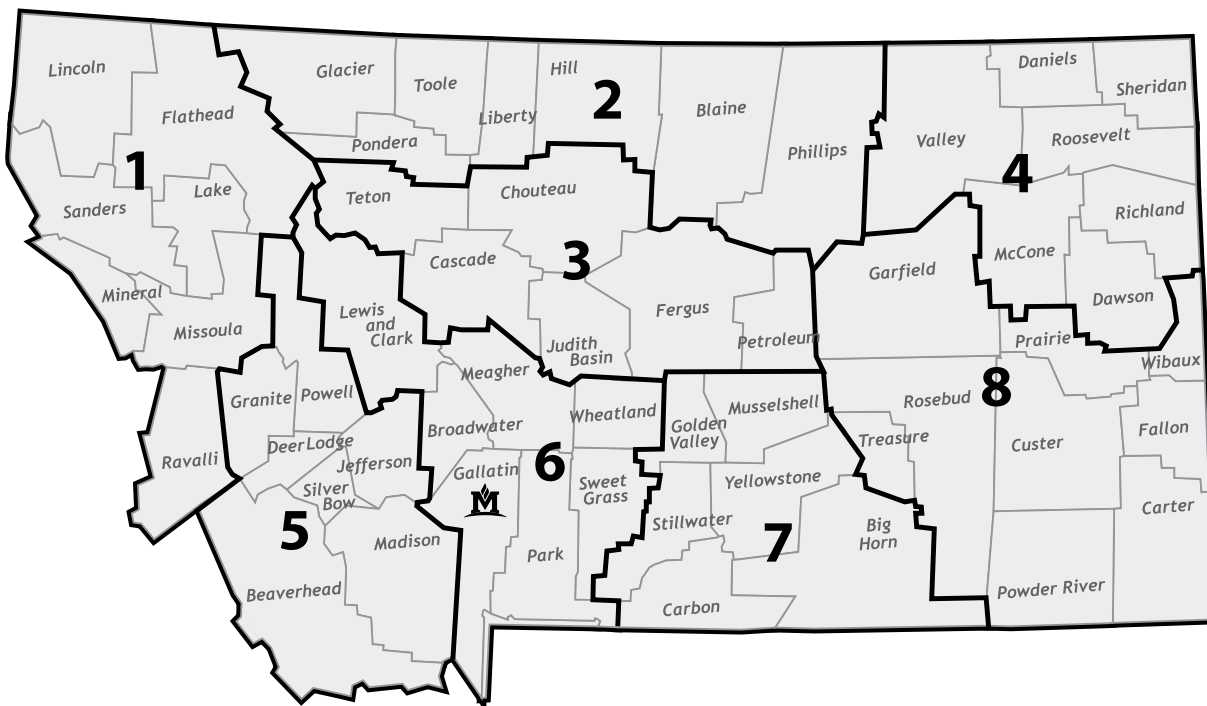 Lincoln
Flathead
1
Lake
Sanders
Mineral
Missoula
Ravalli
Glacier
Toole
Liberty
Hill
2
Pondera
Blaine
Phillips
Teton
Chouteau
Cascade
3
Judith
Basin
Fergus
Petroleum
Valley
Daniels
Sheridan
Roosevelt
4
Richland
McCone
Dawson
Lewis
and
Clark
Meagher
Broadwater
Wheatland
Gallatin
M
6
Sweet
Grass
Park
Granite
Powell
Deer Lodge
Jefferson
Silver
Bow
5
Madison
Beaverhead
Golden
Valley
Musselshell
Yellowstone
Stillwater
7
Big
Horn
Carbon
Garfield
Prairie
Wibaux
8
Rosebud
Treasure
Custer
Fallon
Carter
Powder River